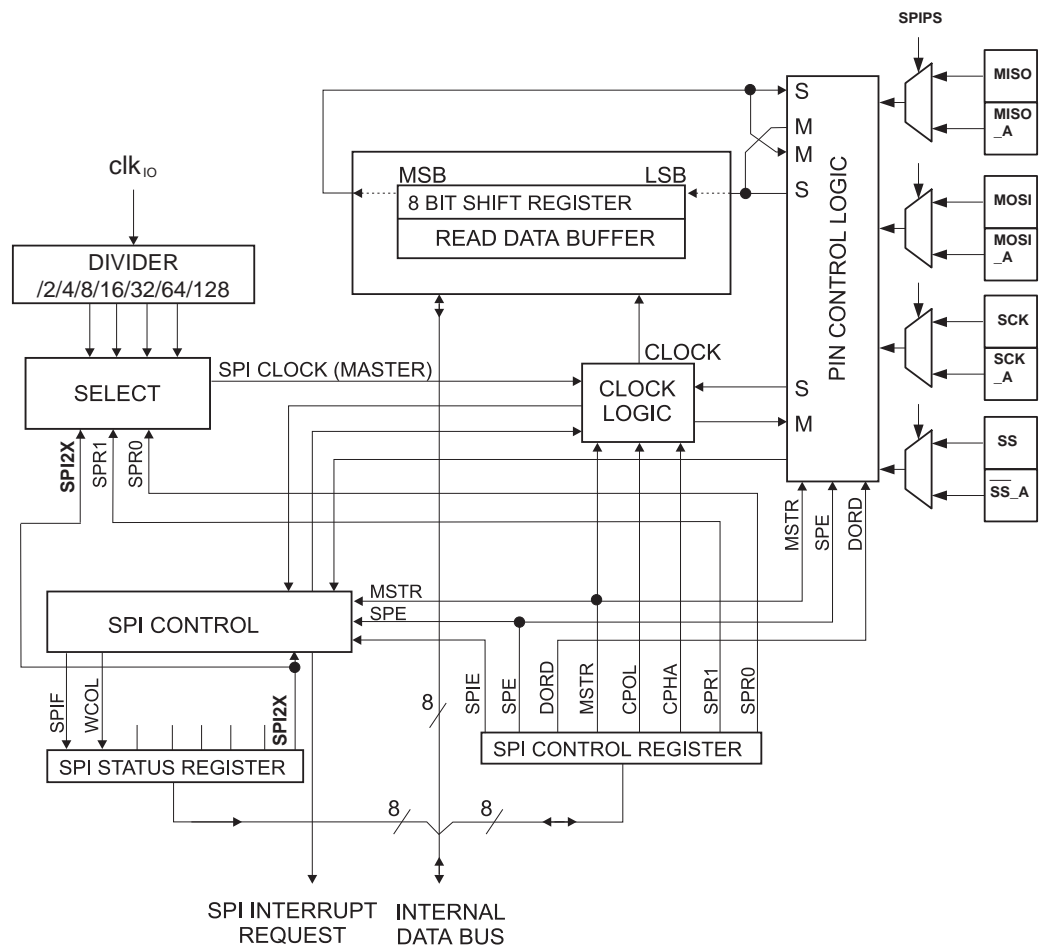 SPIPS
MISO
MISO
_A
MOSI
MOSI
_A
SCK
SCK
_A
SS
SS_A
S
M
M
S
S
M
PIN CONTROL LOGIC
MSB LSB
8 BIT SHIFT REGISTER
READ DATA BUFFER
clkIO
DIVIDER
/2/4/8/16/32/64/128
SELECT
SPI CLOCK (MASTER)
CLOCK
CLOCK
LOGIC
SPI2X
SPR1
SPR0
MSTR
SPE
DORD
MSTR
SPE
SPI CONTROL
SPIF
WCOL
SPI2X
SPI STATUS REGISTER
8
SPIE
SPE
DORD
MSTR
CPOL
CPHA
SPR1
SPR0
SPI CONTROL REGISTER
8
8
SPI INTERRUPT
REQUEST
INTERNAL
DATA BUS